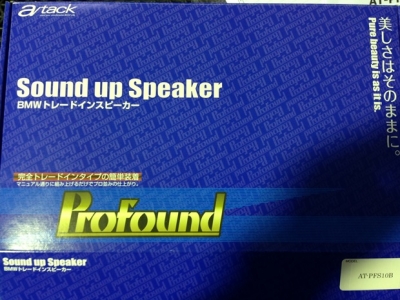 a/tack
Sound up Speaker
BMWトレードインスピーカー
美しさはそのままに。
Pure beauty is as it is.
完全トレードインタイプの簡単装着
マニュアル通りに組み上げるだけでプロ並みの仕上がり。
Profound
Sound up Speaker
BMWトレードインスピーカー
AT-PFS10Ⅲ